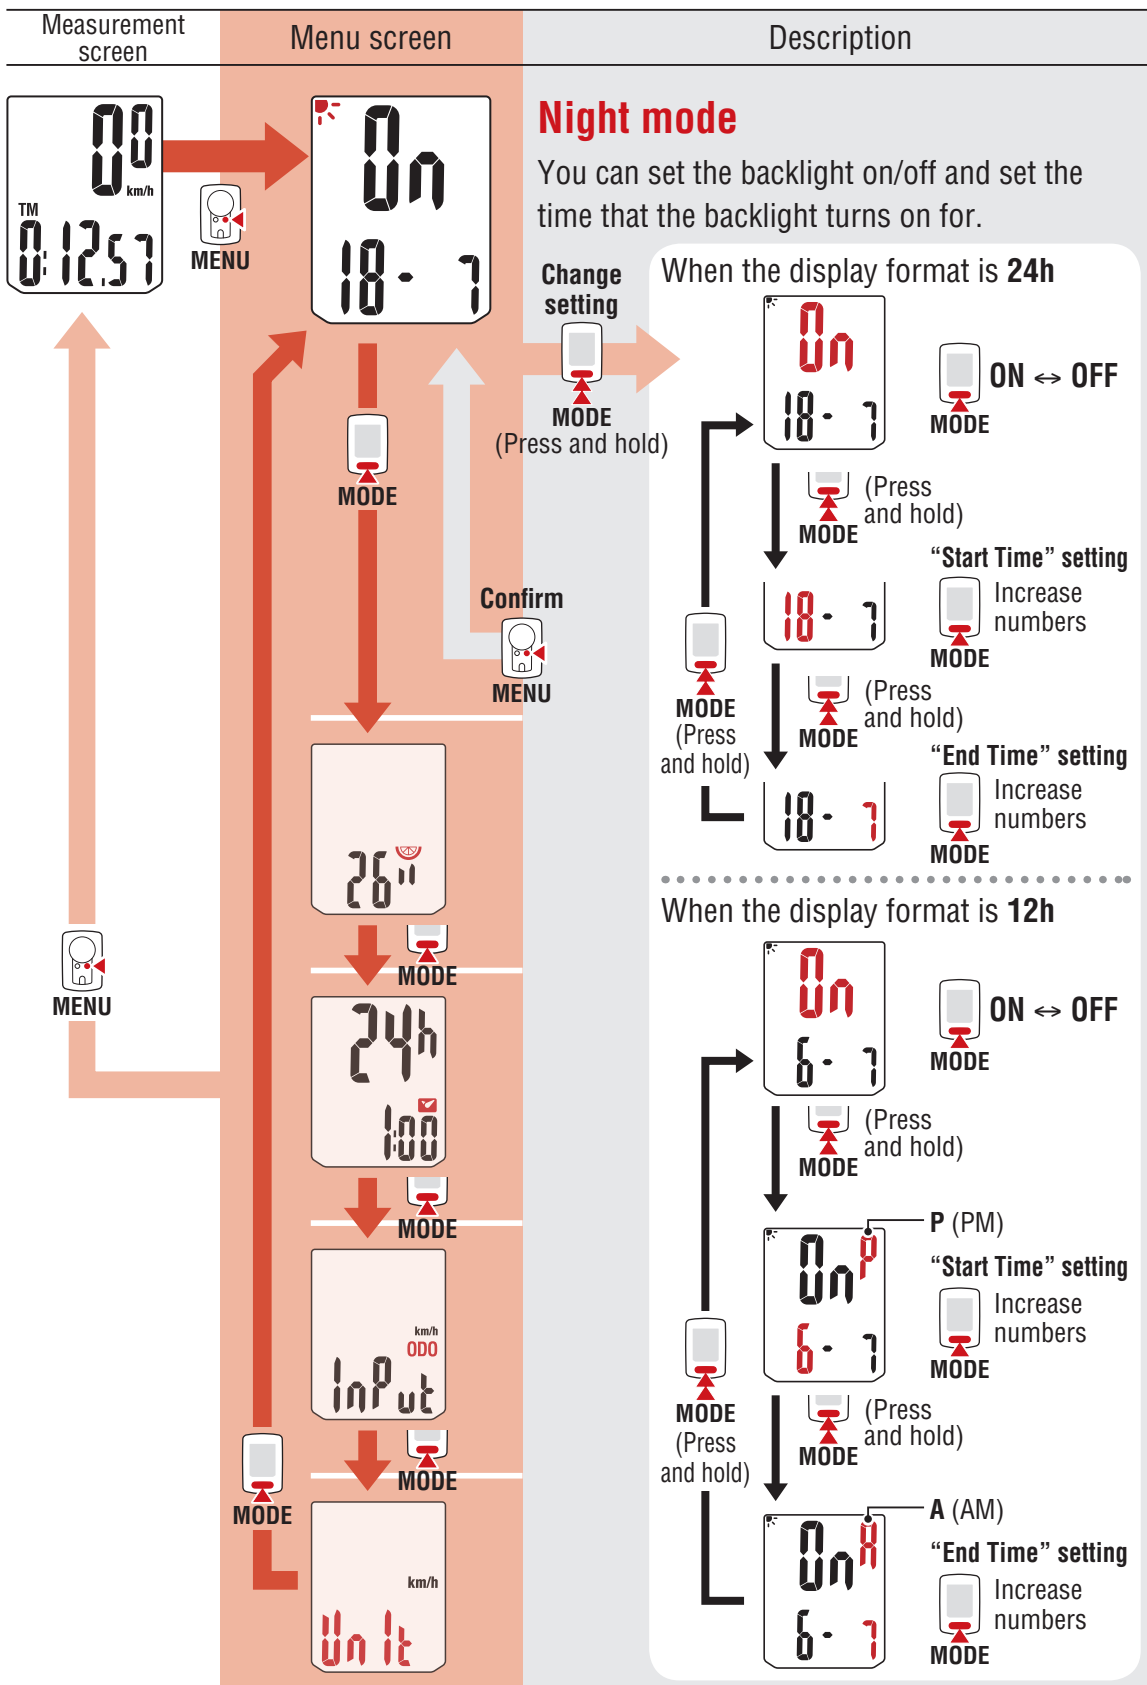 Measurement
screen
Menu screen
Description
00
km/h
TM
0:12.57
MENU
On
18- 7
Night mode
You can set the backlight on/off and set the
time that the backlight turns on for.
Change
setting
MODE
(Press and hold)
When the display format is 24h
On
18- 7
MODE
ON ↔ OFF
MODE
(Press
and hold)
MODE
"Start Time" setting
18- 7
Increase
numbers
MODE
Confirm
MENU
MODE
(Press
and hold)
(Press
and hold)
MODE
"End Time" setting
18- 7
Increase
numbers
MODE
26"
MODE
When the display format is 12h
On
6- 7
ON ↔ OFF
MODE
MENU
24h
1:00
MODE
(Press
and hold)
MODE
P (PM)
On P
6- 7
"Start Time" setting
Increase
numbers
MODE
km/h
ODO
InPut
MODE
MODE
(Press
and hold)
(Press
and hold)
MODE
MODE
A (AM)
On A
6- 7
"End Time" setting
Increase
numbers
MODE
km/h
Unit